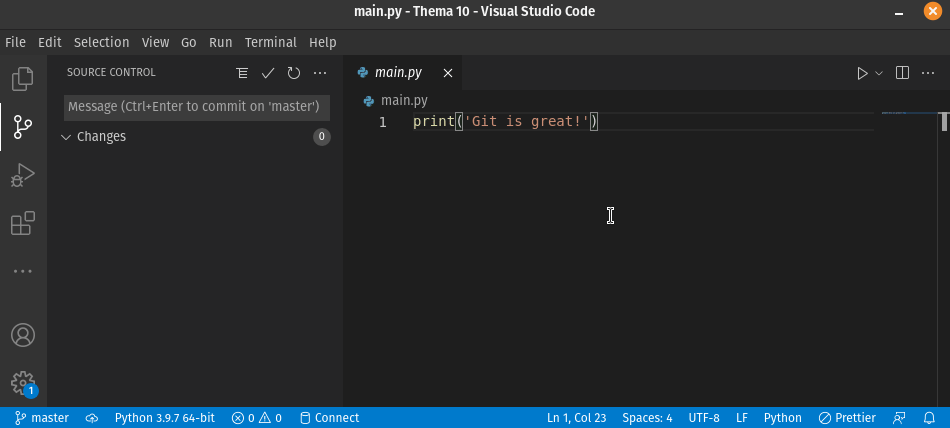 main.py - Thema 10 - Visual Studio Code
File Edit Selection View Go Run Terminal Help
SOURCE CONTROL
Message (Ctrl+Enter to commit on 'master')
Changes 0
main.py
main.py
1 print('Git is great!')
1
master Python 3.9.7 64-bit 0 0 Connect Ln 1, Col 23 Spaces: 4 UTF-8 LF Python Prettier